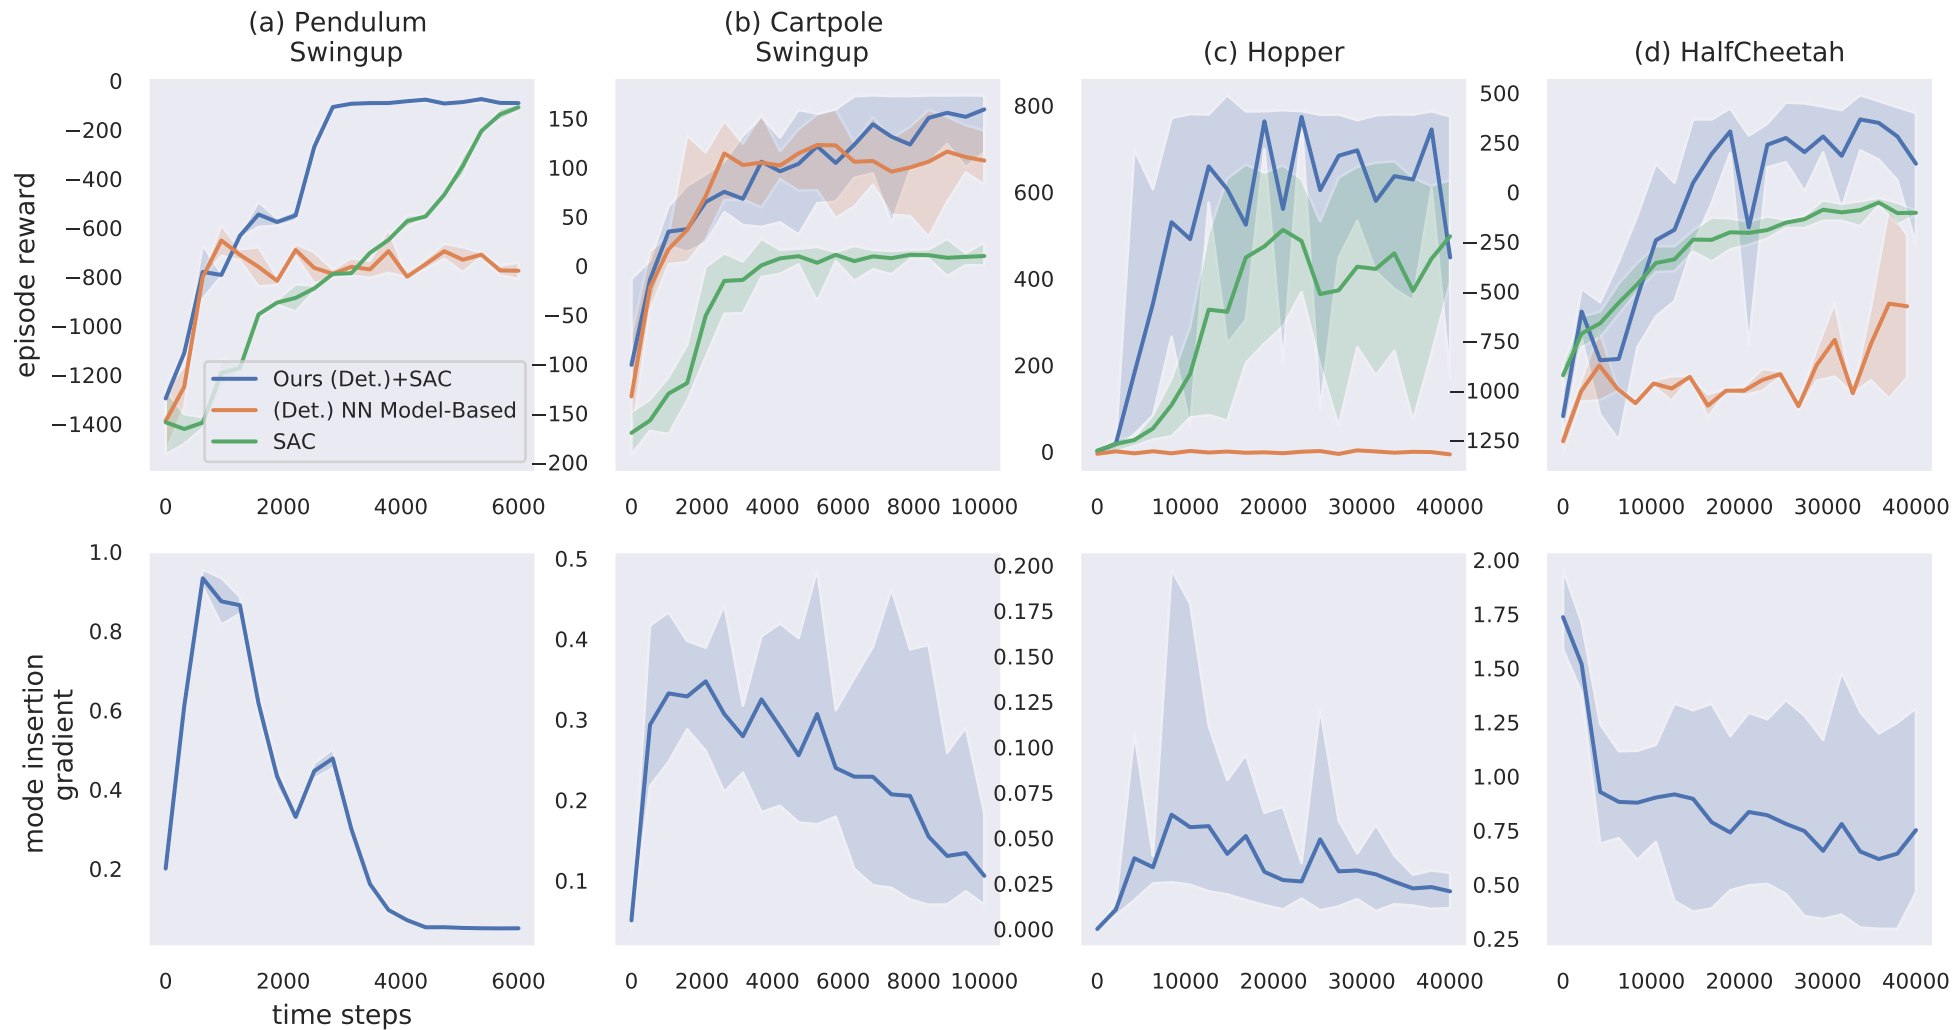 (a) Pendulum
Swingup
(b) Cartpole
Swingup
(c) Hopper
(d) HalfCheetah
episode reward
0
−200
−400
−600
−800
−1000
−1200
−1400
0 2000 4000 6000
Ours (Det.)+SAC
(Det.) NN Model-Based
SAC
150
100
50
0
−50
−100
−150
−200
0 2000 4000 6000 8000 10000
800
600
400
200
0
0 10000 20000 30000 40000
500
250
0
−250
−500
−750
−1000
−1250
0 10000 20000 30000 40000
mode insertion
gradient
1.0
0.8
0.6
0.4
0.2
0 2000 4000 6000
time steps
0.5
0.4
0.3
0.2
0.1
0 2000 4000 6000 8000 10000
0.200
0.175
0.150
0.125
0.100
0.075
0.050
0.025
0.000
0 10000 20000 30000 40000
2.00
1.75
1.50
1.25
1.00
0.75
0.50
0.25
0 10000 20000 30000 40000